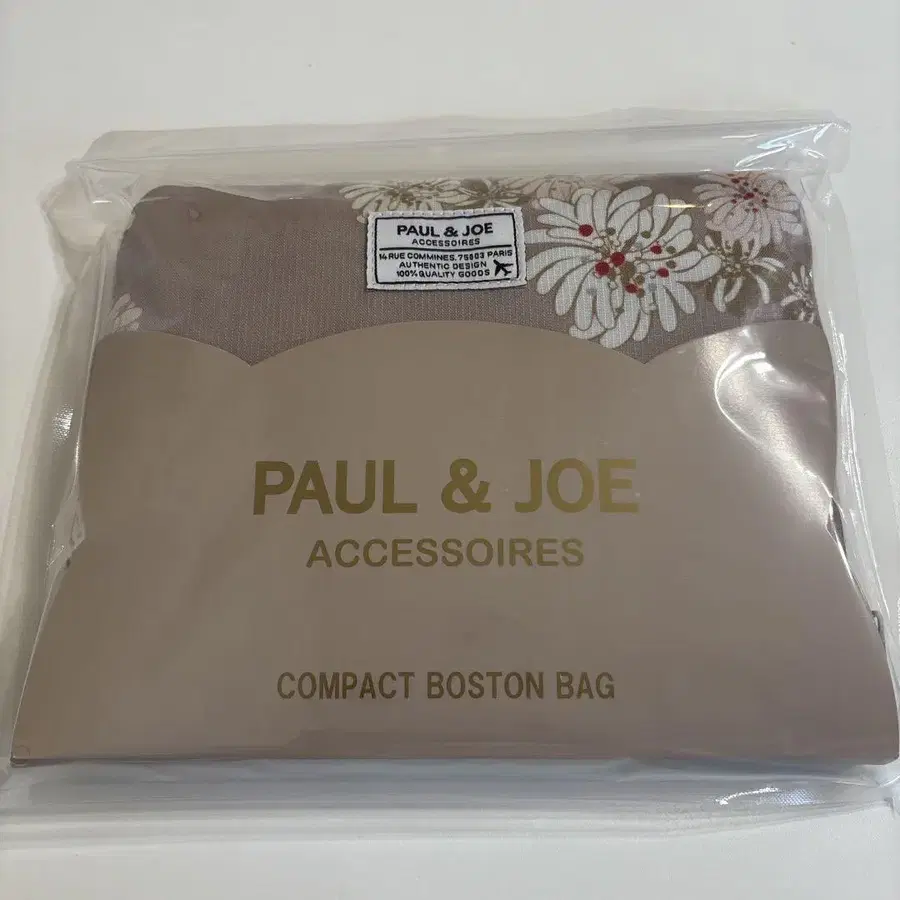 PAUL & JOE
ACCESSOIRES
14 RUE COMMINES. 75003 PARIS
AUTHENTIC DESIGN
100% QUALITY GOODS
PAUL & JOE
ACCESSOIRES
COMPACT BOSTON BAG